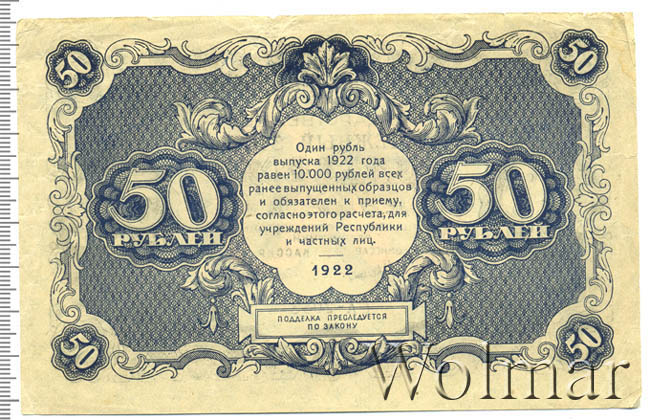 50
50
Один рубль
выпуска 1922 года
равен 10.000 рублей всех
ранее выпущенных образцов
и обязателен к приему,
согласно этого расчета, для
учреждений Республики
и частных лиц.
1922
50
РУБЛЕЙ
50
РУБЛЕЙ
ПОДДЕЛКА ПРЕСЛЕДУЕТСЯ
ПО ЗАКОНУ
50
50
Wolmar